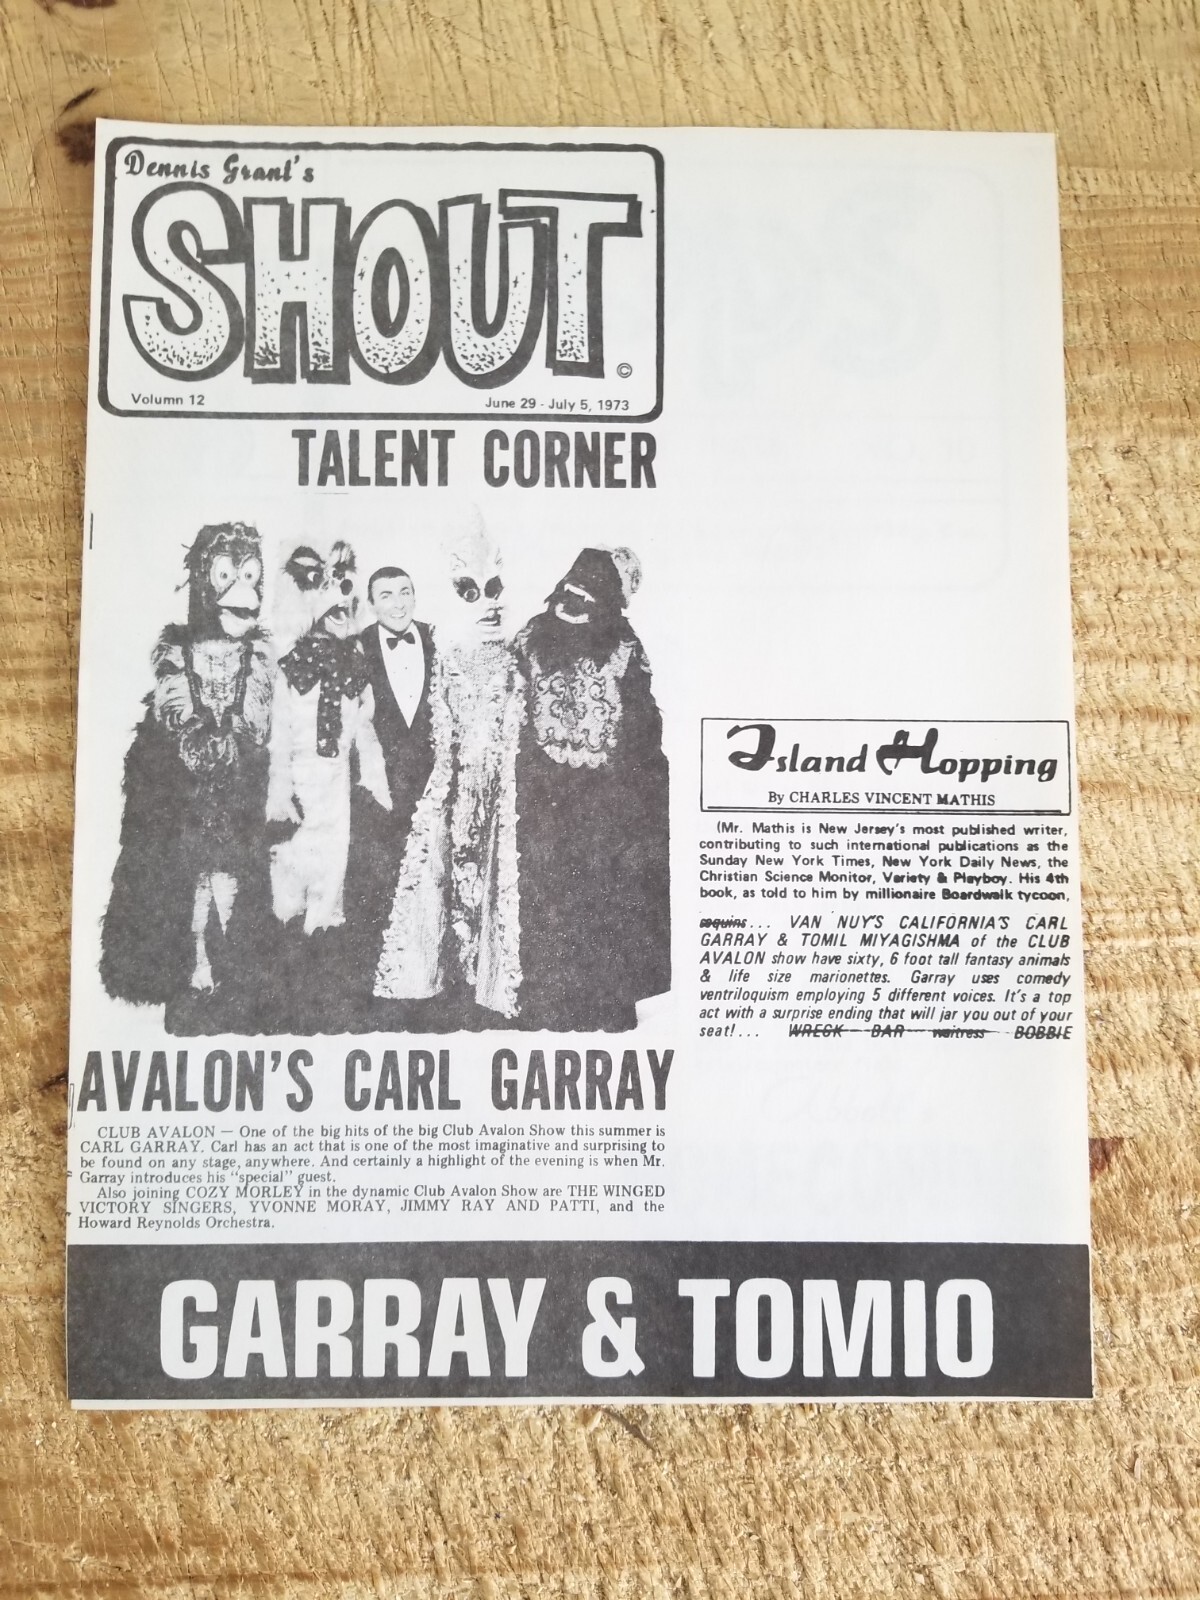 Dennis Grant's
SHOUT
©
Volumn 12
June 29 - July 5, 1973
TALENT CORNER
AVALON'S CARL GARRAY
CLUB AVALON — One of the big hits of the big Club Avalon Show this summer is
CARL GARRAY. Carl has an act that is one of the most imaginative and surprising to
be found on any stage, anywhere. And certainly a highlight of the evening is when Mr.
Garray introduces his "special" guest.
Also joining COZY MORLEY in the dynamic Club Avalon Show are THE WINGED
VICTORY SINGERS, YVONNE MORAY, JIMMY RAY AND PATTI, and the
Howard Reynolds Orchestra.
Island Hopping
By CHARLES VINCENT MATHIS
(Mr. Mathis is New Jersey's most published writer,
contributing to such international publications as the
Sunday New York Times, New York Daily News, the
Christian Science Monitor, Variety & Playboy. His 4th
book, as told to him by millionaire Boardwalk tycoon,
sequins... VAN NUY'S CALIFORNIA'S CARL
GARRAY & TOMIL MIYAGISHMA of the CLUB
AVALON show have sixty, 6 foot tall fantasy animals
& life size marionettes. Garray uses comedy
ventriloquism employing 5 different voices. It's a top
act with a surprise ending that will jar you out of your
seat!... WRECK BAR waitress BOBBIE
GARRAY & TOMIO